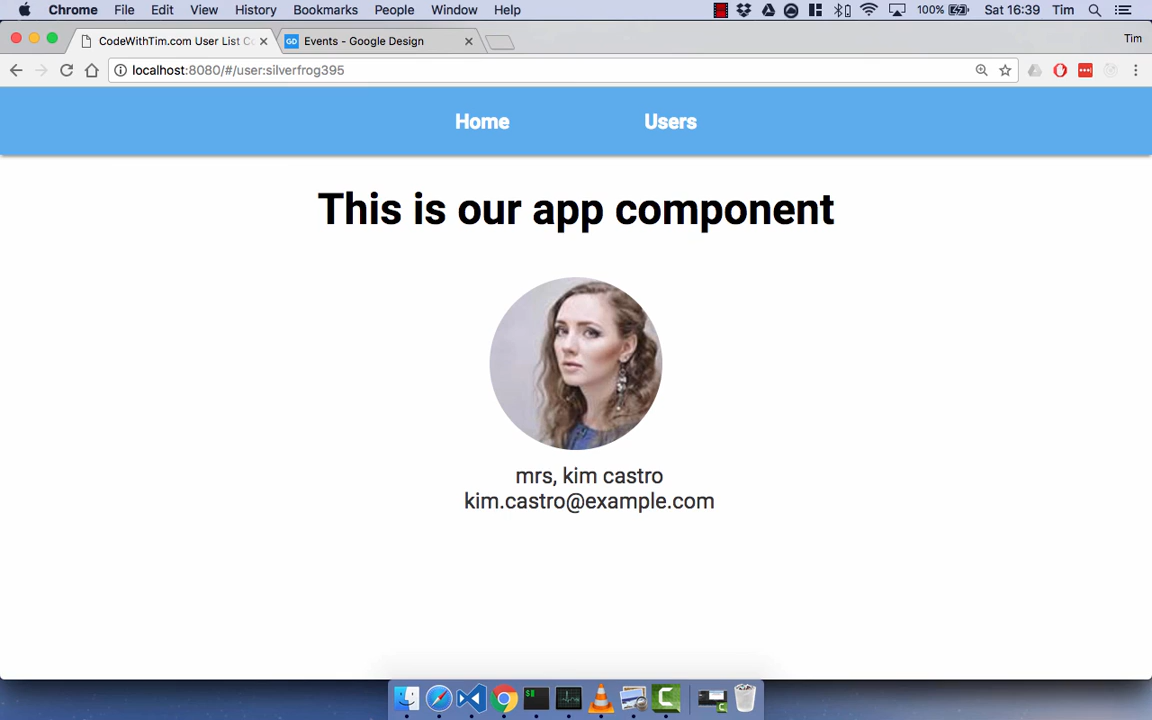 Chrome File Edit View History Bookmarks People Window Help 100% Sat 16:39 Tim
CodeWithTim.com User List Co
GD Events - Google Design
Tim
localhost:8080/#/user:silverfrog395
Home Users
This is our app component
mrs, kim castro
kim.castro@example.com